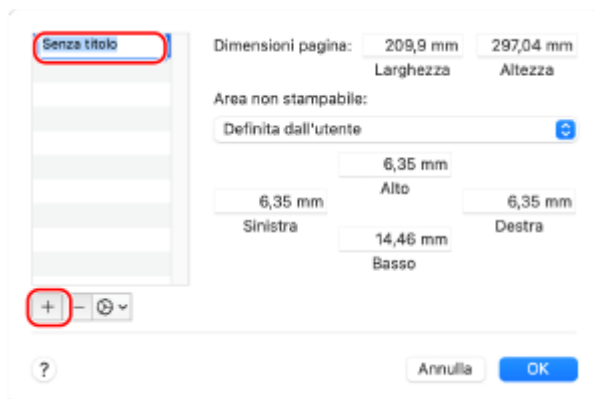 Senza titolo
Dimensioni pagina: 209,9 mm 297,04 mm
Larghezza Altezza
Area non stampabile:
Definita dall'utente
6,35 mm
Alto
6,35 mm 6,35 mm
Sinistra Destra
14,46 mm
Basso
+ -
? Annulla OK